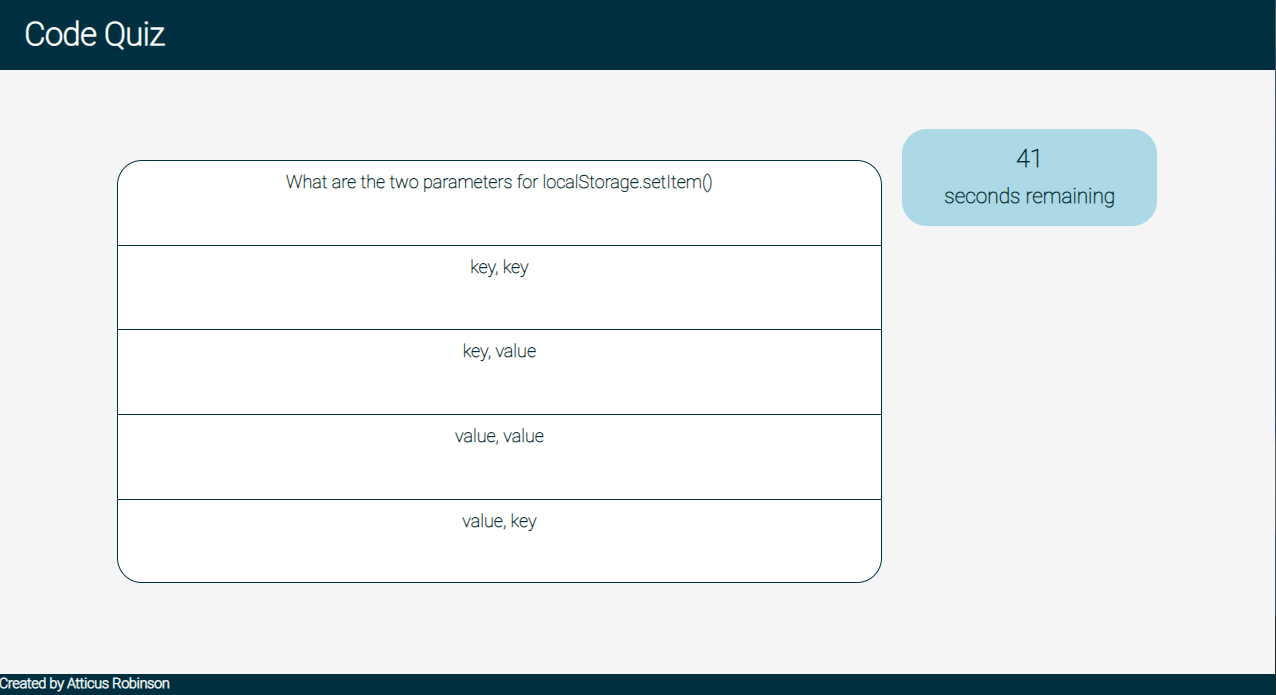 Code Quiz
What are the two parameters for localStorage.setItem()
key, key
key, value
value, value
value, key
41
seconds remaining
Created by Atticus Robinson